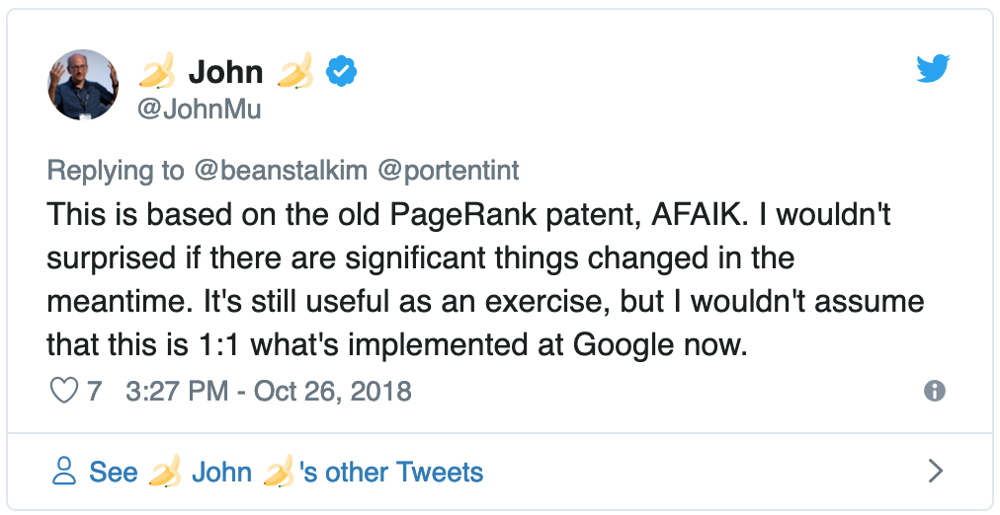 🍌 John 🍌
@JohnMu
Replying to @beanstalkim @portentint
This is based on the old PageRank patent, AFAIK. I wouldn't
surprised if there are significant things changed in the
meantime. It's still useful as an exercise, but I wouldn't assume
that this is 1:1 what's implemented at Google now.
7 3:27 PM - Oct 26, 2018
See 🍌 John 🍌's other Tweets